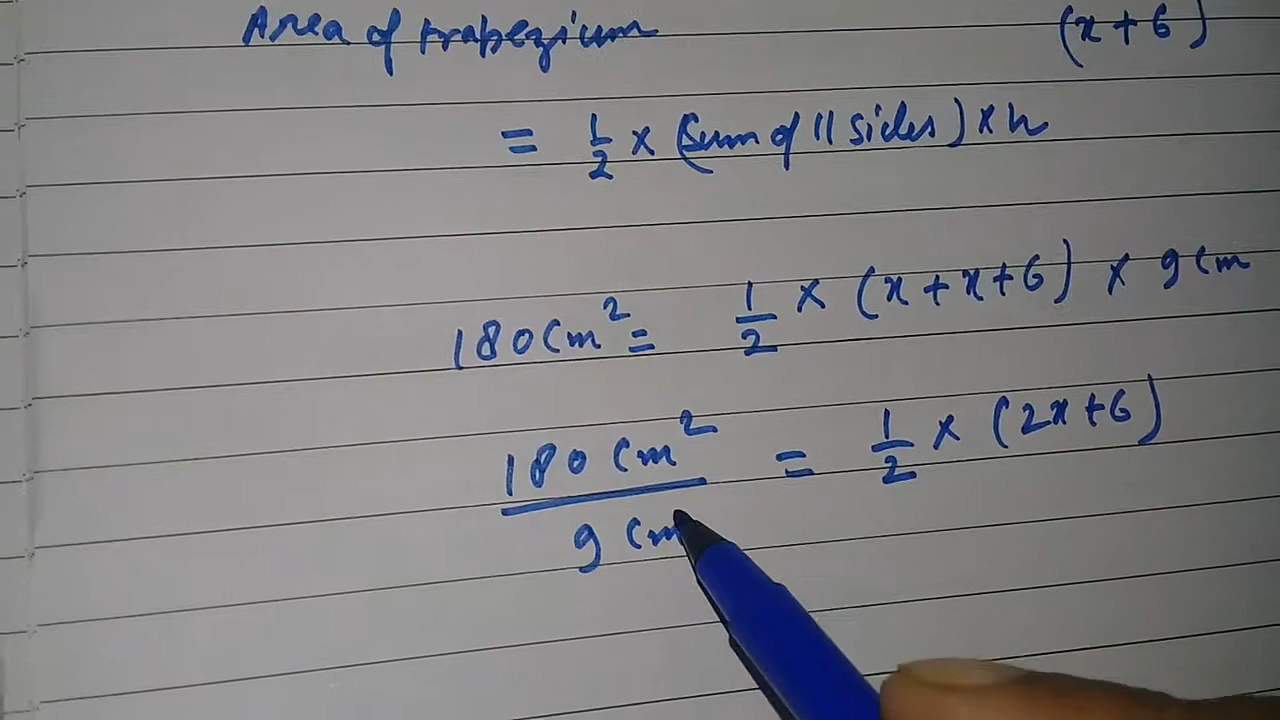 Area of trapezium (x + 6)
= 1/2 × (Sum of || sides) × h
180 Cm² = 1/2 × (x + x + 6) × 9 Cm
180 Cm² / 9 Cm = 1/2 × (2x + 6)